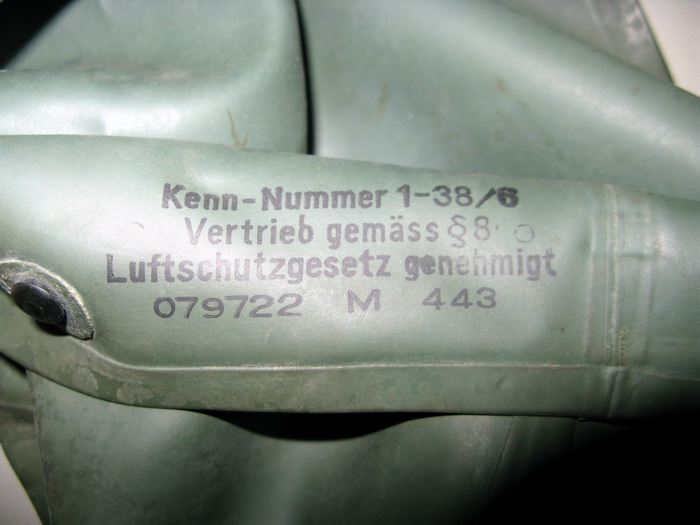 Kenn-Nummer 1-38/6
Vertrieb gemäss § 8
Luftschutzgesetz genehmigt
079722 M 443